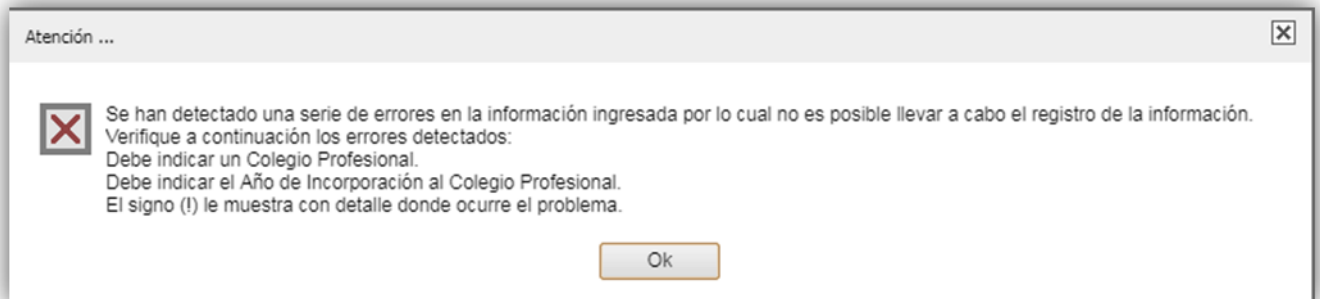 Atención ...
Se han detectado una serie de errores en la información ingresada por lo cual no es posible llevar a cabo el registro de la información.
Verifique a continuación los errores detectados:
Debe indicar un Colegio Profesional.
Debe indicar el Año de Incorporación al Colegio Profesional.
El signo (!) le muestra con detalle donde ocurre el problema.
Ok